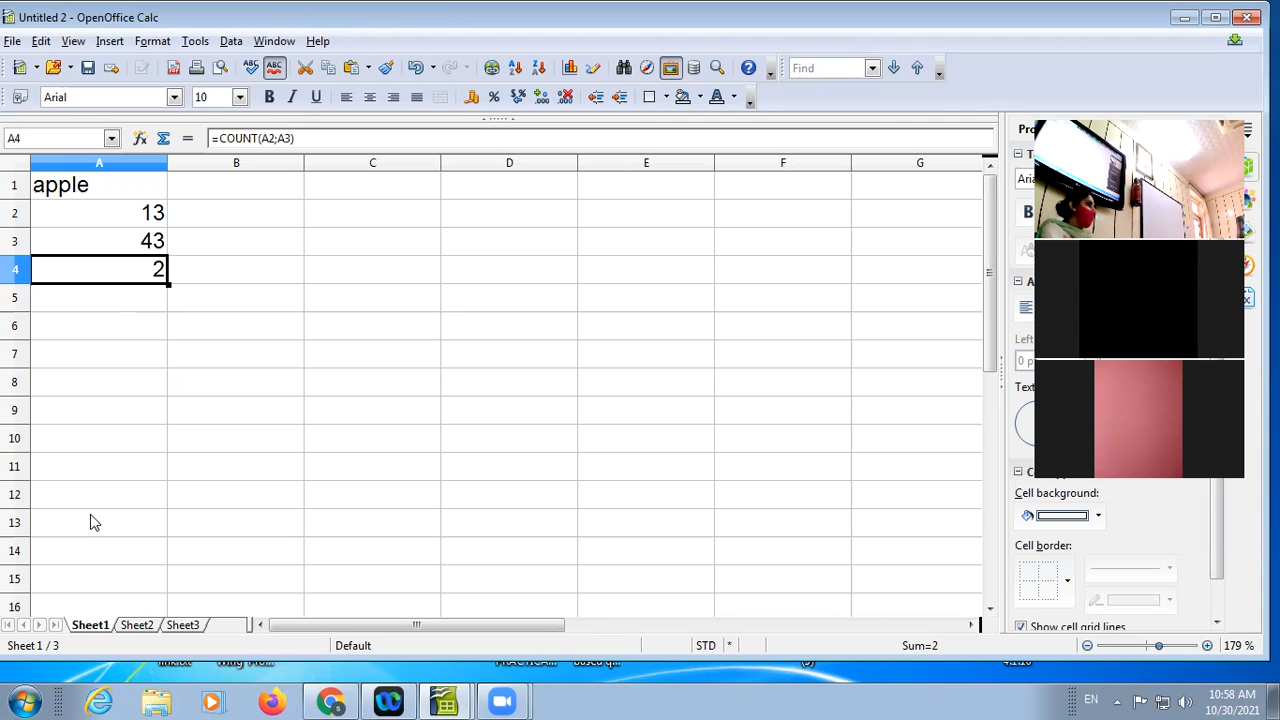 Untitled 2 - OpenOffice Calc
File Edit View Insert Format Tools Data Window Help
Find
Arial 10
A4 =COUNT(A2;A3)
A B C D E F G
1 apple
2 13
3 43
4 2
5
6
7
8
9
10
11
12
13
14
15
16
Cell background:
Cell border:
Show cell grid lines
Sheet1 Sheet2 Sheet3
Sheet 1 / 3 Default STD * Sum=2 179 %
EN 10:58 AM
10/30/2021